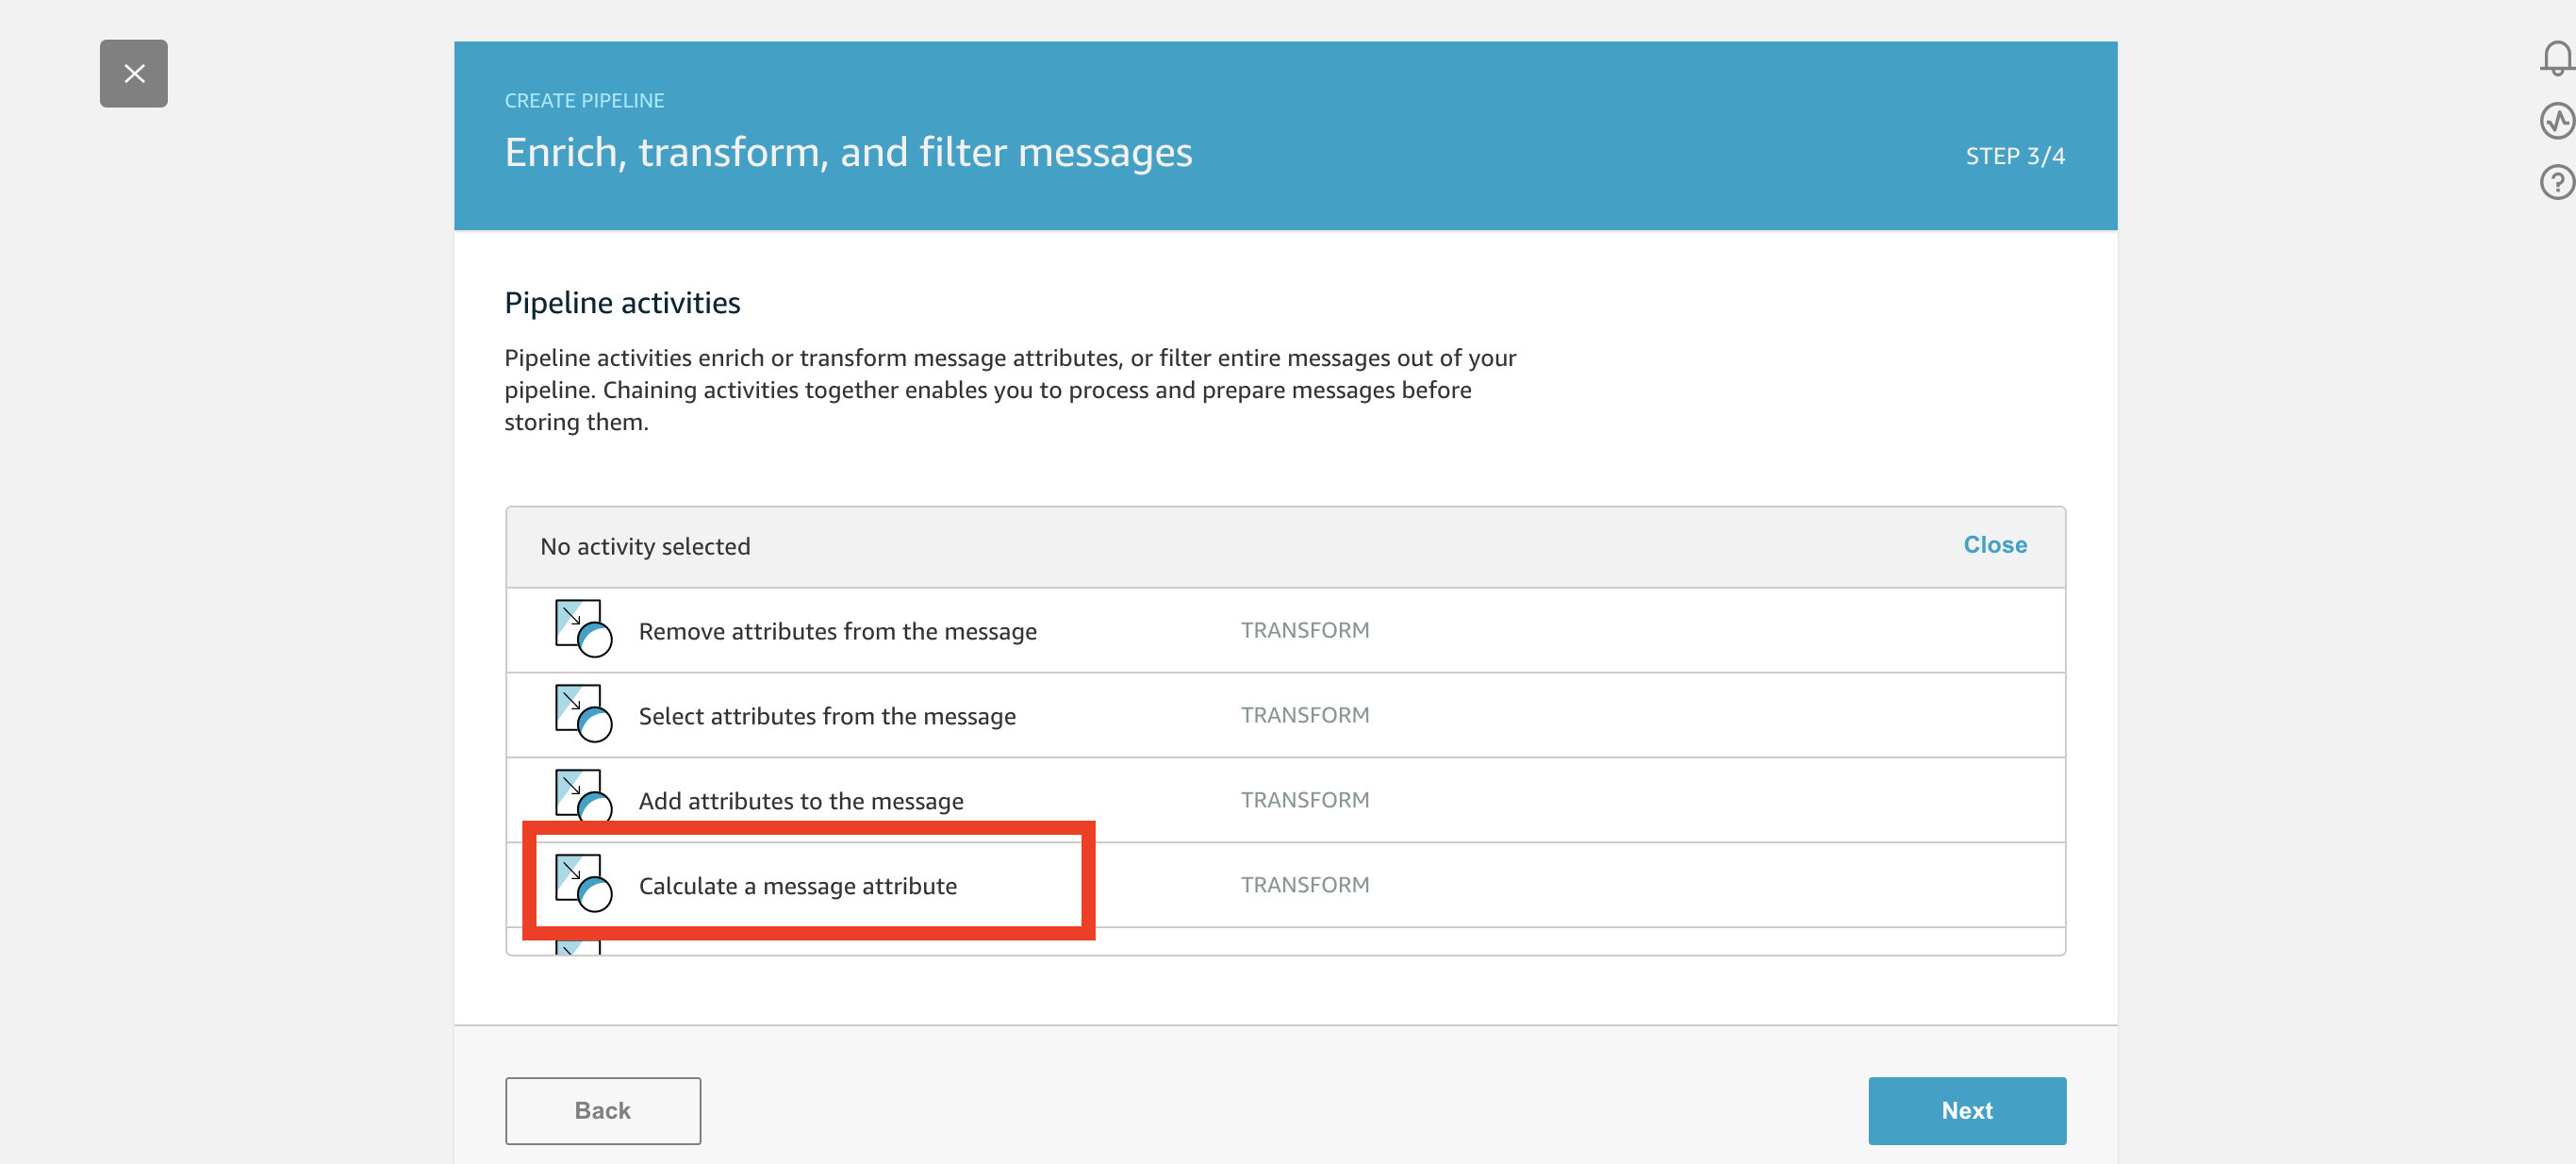 CREATE PIPELINE
Enrich, transform, and filter messages
STEP 3/4
Pipeline activities
Pipeline activities enrich or transform message attributes, or filter entire messages out of your
pipeline. Chaining activities together enables you to process and prepare messages before
storing them.
No activity selected
Close
Remove attributes from the message
TRANSFORM
Select attributes from the message
TRANSFORM
Add attributes to the message
TRANSFORM
Calculate a message attribute
TRANSFORM
Back
Next